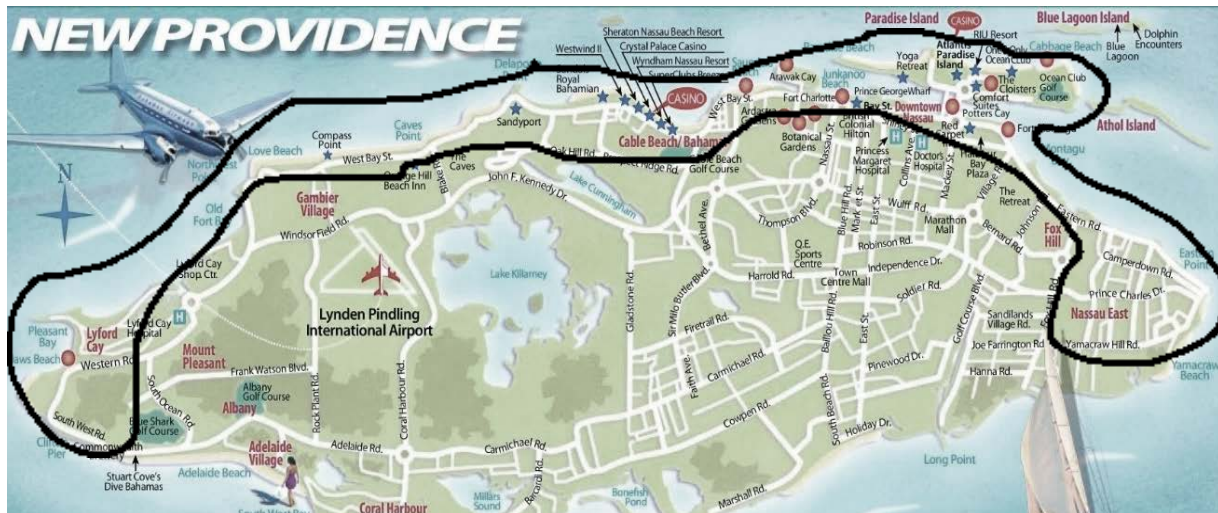 NEW PROVIDENCE
Sheraton Nassau Beach Resort
Crystal Palace Casino
Westwind II
Wyndham Nassau Resort
Royal
Bahamian
CASINO
Sandyport
Cable Beach/
Paradise Island
CASINO
RIU Resort
Blue Lagoon Island
Blue
Lagoon
Dolphin
Encounters
Cabbage Beach
Yoga
Retreat
Atlantis
Paradise
Island
Ocean Club
Ocean Club
Golf
Course
The
Cloisters
Comfort
Suites
Potters Cay
Athol Island
Arawak Cay
Junkanoo
Beach
Prince George Wharf
West Bay St.
Fort Charlotte
Bay St.
Downtown
Nassau
Red
Carpet
Botanical
Gardens
Colonial
Hilton
Princess
Margaret
Hospital
H
H
Doctor's
Hospital
Bay
Plaza
Nassau St.
Collins Ave.
Mackey St.
Village Rd.
The
Retreat
Caves
Point
Love Beach
Compass
Point
West Bay St.
The
Caves
Beach Inn
Oak Hill Rd.
Golf Course
N
Gambier
Village
Windsor Field Rd.
John F. Kennedy Dr.
Lake Cunningham
Thompson Blvd.
Bethel Ave.
Blue Hill Rd.
Market St.
East St.
Wulff Rd.
Marathon
Mall
Bernard Rd.
Johnson
Fox
Hill
Eastern Rd.
Camperdown Rd.
Prince Charles Dr.
Nassau East
Yamacraw Hill Rd.
Yamacraw
Beach
Lyford Cay
Shop Ctr.
Lyford Cay
Hospital
H
Lake Killarney
Lynden Pindling
International Airport
Q.E.
Sports
Centre
Robinson Rd.
Independence Dr.
Harrold Rd.
Town
Centre Mall
Soldier Rd.
Gladstone Rd.
Sir Milo Butler Blvd.
Firetrail Rd.
Carmichael Rd.
Faith Ave.
Cowpen Rd.
East St.
Pinewood Dr.
South Beach Rd.
Holiday Dr.
Golf Course Blvd.
Sandilands
Village Rd.
Joe Farrington Rd.
Hanna Rd.
Pleasant
Bay
Lyford
Cay
Western Rd.
Mount
Pleasant
Frank Watson Blvd.
Albany
Golf Course
Albany
South Ocean Rd.
Blue Shark
Golf Course
South West Rd.
Pier
Rock Plant Rd.
Coral Harbour Rd.
Adelaide Rd.
Carmichael Rd.
Adelaide
Village
Adelaide Beach
Stuart Cove's
Dive Bahamas
Coral Harbour
Millars
Sound
Barcardi Rd.
Bonefish
Pond
Marshall Rd.
Long Point